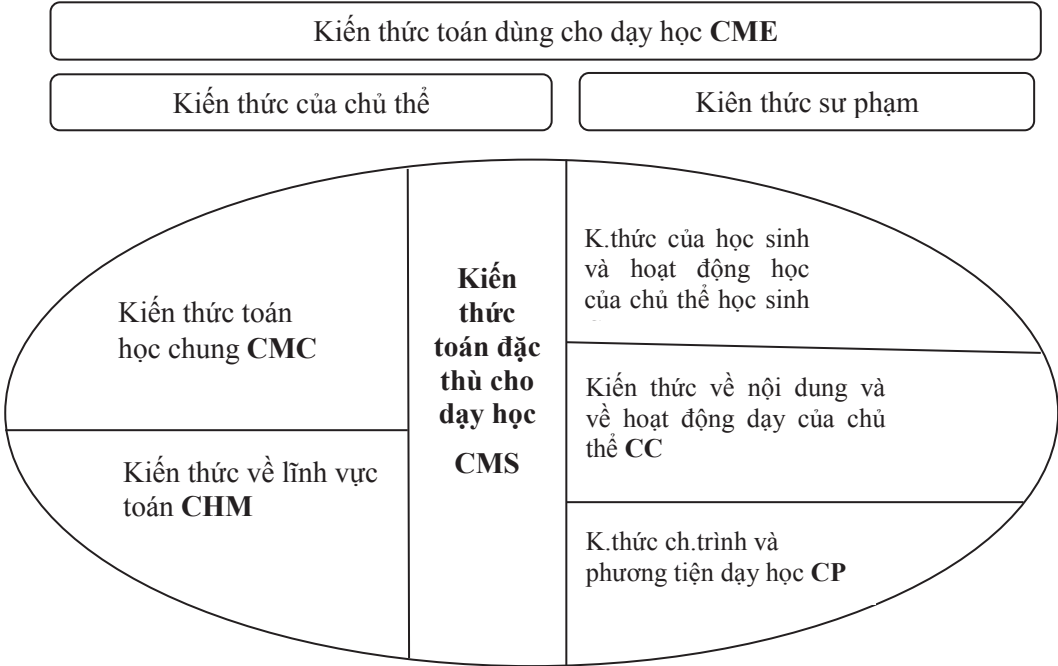 Kiến thức toán dùng cho dạy học CME
Kiến thức của chủ thể
Kiên thức sư phạm
Kiến thức toán
học chung CMC
Kiến thức về lĩnh vực
toán CHM
Kiến
thức
toán đặc
thù cho
dạy học
CMS
K.thức của học sinh
và hoạt động học
của chủ thể học sinh
Kiến thức về nội dung và
về hoạt động dạy của chủ
thể CC
K.thức ch.trình và
phương tiện dạy học CP